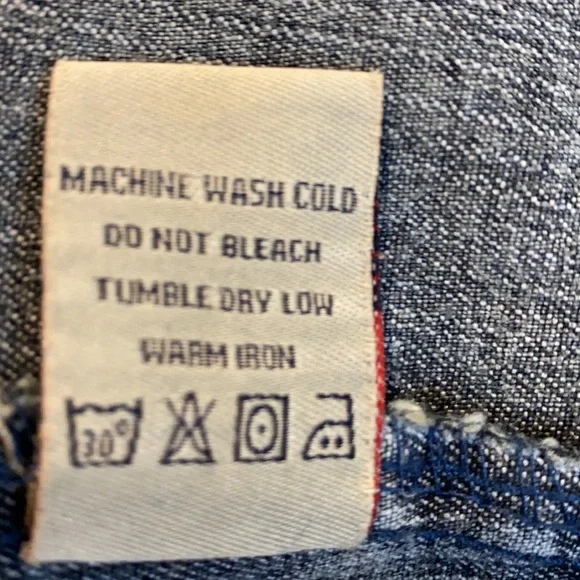 MACHINE WASH COLD
DO NOT BLEACH
TUMBLE DRY LOW
WARM IRON
30°